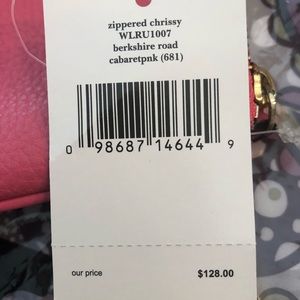 zippered chrissy
WLRU1007
berkshire road
cabaretpnk (681)
0 98687 14644 9
our price $128.00